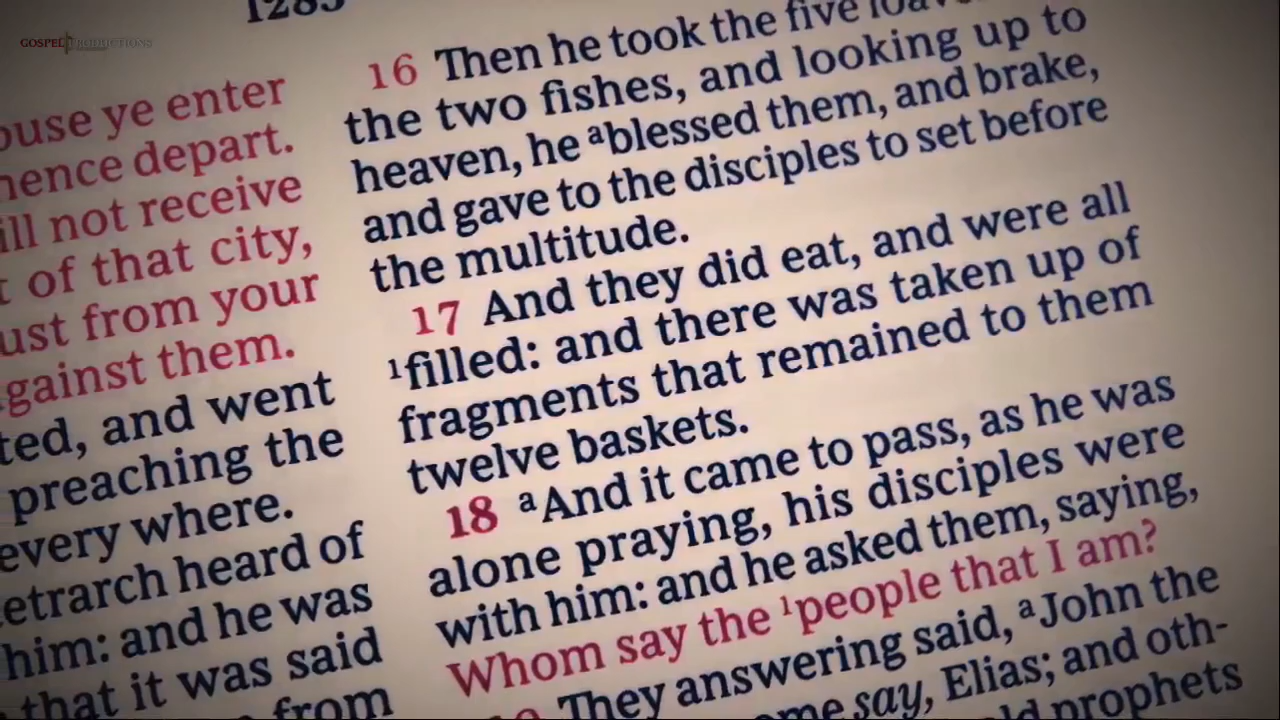 1285
GOSPEL PRODUCTIONS
ouse ye enter
hence depart.
ill not receive
t of that city,
ust from your
gainst them.
ted, and went
preaching the
every where.
etrarch heard of
him: and he was
that it was said
from
16 Then he took the five
the two fishes, and looking up to
heaven, he ᵃblessed them, and brake,
and gave to the disciples to set before
the multitude.
17 And they did eat, and were all
¹filled: and there was taken up of
fragments that remained to them
twelve baskets.
18 ᵃAnd it came to pass, as he was
alone praying, his disciples were
with him: and he asked them, saying,
Whom say the ¹people that I am?
They answering said, ᵃJohn the
me say, Elias; and oth-
ld prophets